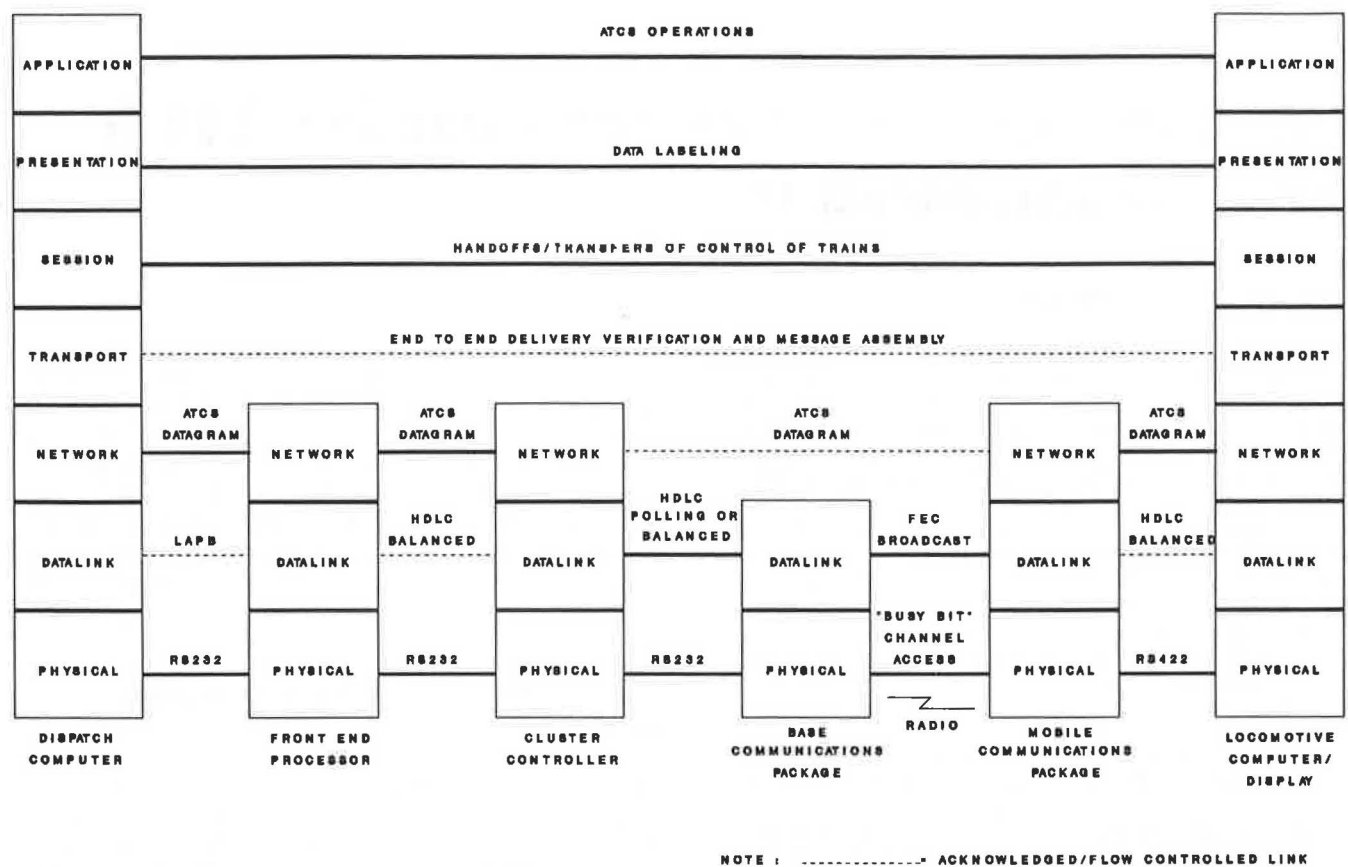 ATCS OPERATIONS
APPLICATION APPLICATION
DATA LABELING
PRESENTATION PRESENTATION
HANDOFFS/TRANSFERS OF CONTROL OF TRAINS
SESSION SESSION
END TO END DELIVERY VERIFICATION AND MESSAGE ASSEMBLY
TRANSPORT TRANSPORT
ATCS ATCS ATCS ATCS
DATAGRAM DATAGRAM DATAGRAM DATAGRAM
NETWORK NETWORK NETWORK NETWORK NETWORK
HDLC
POLLING OR
HDLC BALANCED FEC HDLC
LAPB BALANCED BROADCAST BALANCED
DATALINK DATALINK DATALINK DATALINK DATALINK DATALINK
"BUSY BIT"
CHANNEL
RS232 RS232 RS232 ACCESS RS422
PHYSICAL PHYSICAL PHYSICAL PHYSICAL PHYSICAL PHYSICAL
RADIO
DISPATCH FRONT END CLUSTER BASE MOBILE LOCOMOTIVE
COMPUTER PROCESSOR CONTROLLER COMMUNICATIONS COMMUNICATIONS COMPUTER/
PACKAGE PACKAGE DISPLAY
NOTE : ------------- = ACKNOWLEDGED/FLOW CONTROLLED LINK